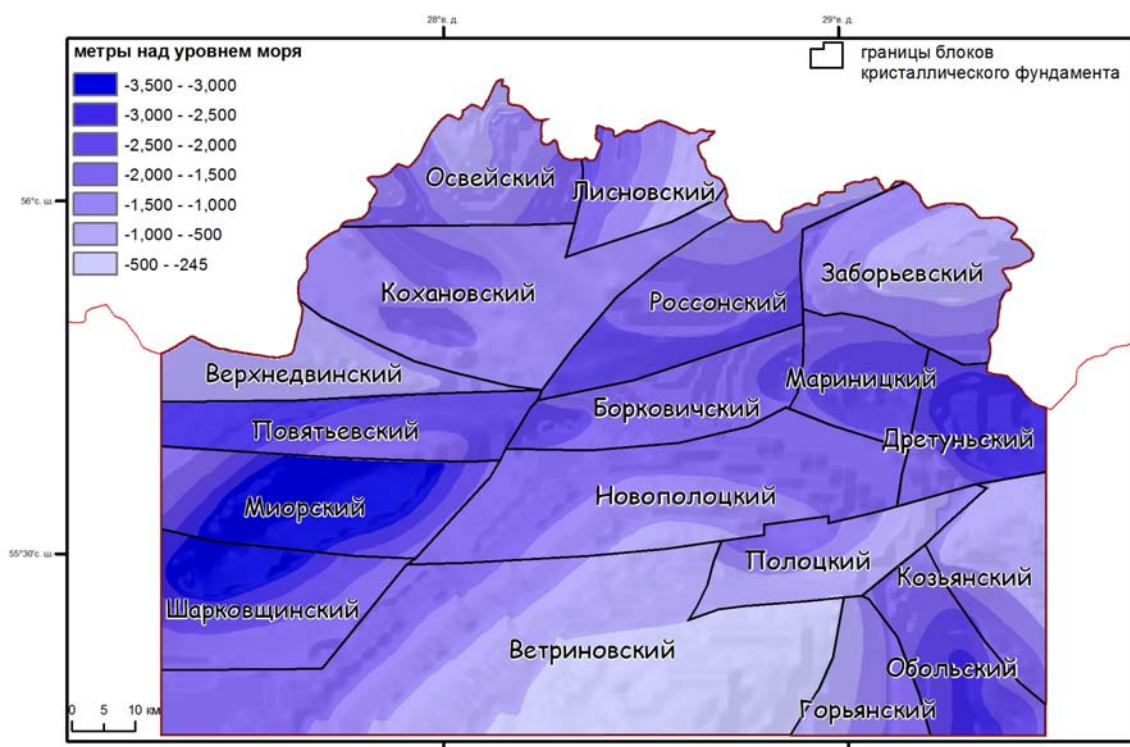 28°в. д.
29°в. д.
метры над уровнем моря
-3,500 - -3,000
-3,000 - -2,500
-2,500 - -2,000
-2,000 - -1,500
-1,500 - -1,000
-1,000 - -500
-500 - -245
границы блоков
кристаллического фундамента
56°с. ш.
Освейский
Лисновский
Кохановский
Россонский
Заборьевский
Верхнедвинский
Мариницкий
Повятьевский
Борковичский
Дретуньский
Миорский
Новополоцкий
55°30'с. ш.
Полоцкий
Козьянский
Шарковщинский
Ветриновский
Обольский
Горьянский
0 5 10 км